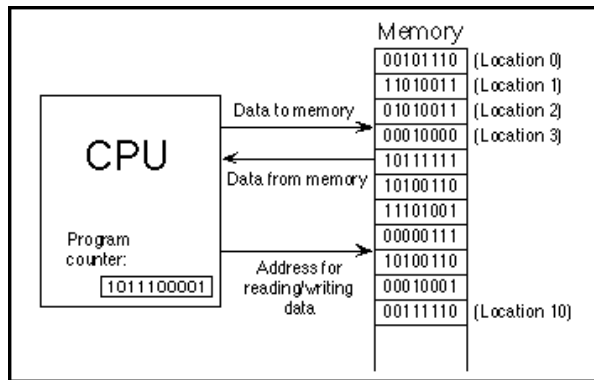 Memory
00101110 (Location 0)
11010011 (Location 1)
01010011 (Location 2)
00010000 (Location 3)
10111111
10100110
11101001
00000111
10100110
00010001
00111110 (Location 10)
Data to memory
Data from memory
Address for
reading/writing
data
CPU
Program
counter:
1011100001